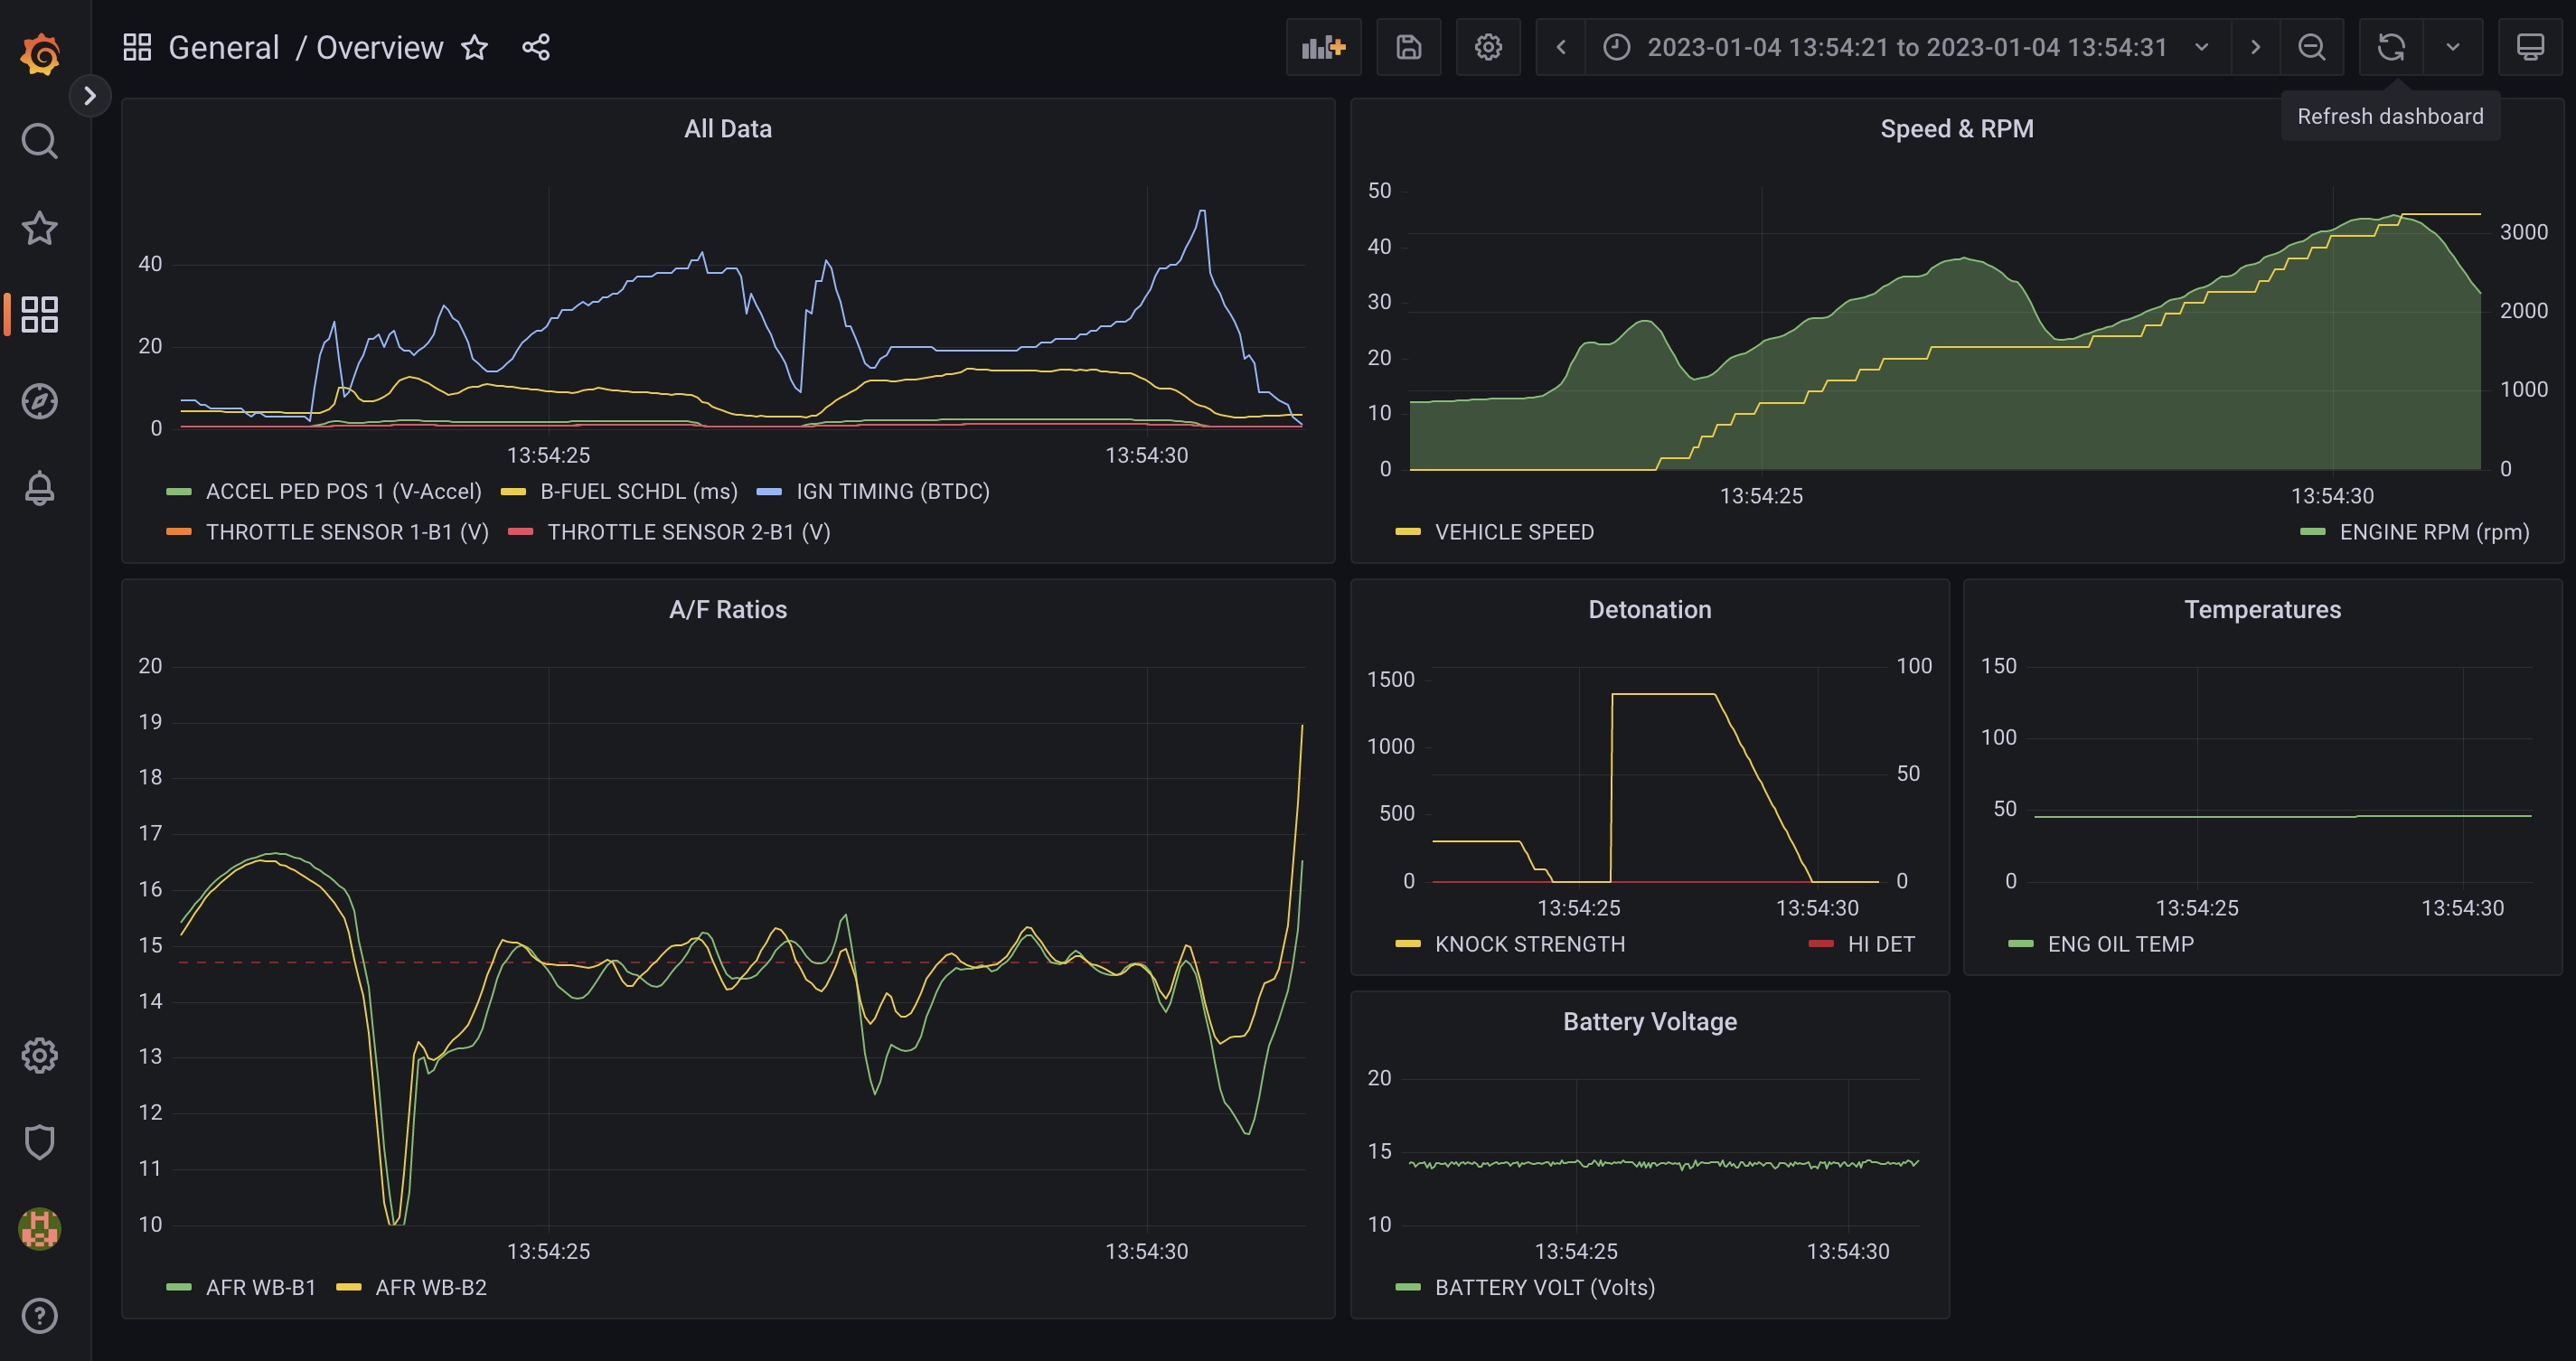 General / Overview
2023-01-04 13:54:21 to 2023-01-04 13:54:31
Refresh dashboard
All Data
40
20
0
13:54:25 13:54:30
ACCEL PED POS 1 (V-Accel) B-FUEL SCHDL (ms) IGN TIMING (BTDC)
THROTTLE SENSOR 1-B1 (V) THROTTLE SENSOR 2-B1 (V)
Speed & RPM
50
40
30
20
10
0
3000
2000
1000
0
13:54:25 13:54:30
VEHICLE SPEED ENGINE RPM (rpm)
A/F Ratios
20
19
18
17
16
15
14
13
12
11
10
13:54:25 13:54:30
AFR WB-B1 AFR WB-B2
Detonation
1500
1000
500
0
100
50
0
13:54:25 13:54:30
KNOCK STRENGTH HI DET
Temperatures
150
100
50
0
13:54:25 13:54:30
ENG OIL TEMP
Battery Voltage
20
15
10
13:54:25 13:54:30
BATTERY VOLT (Volts)